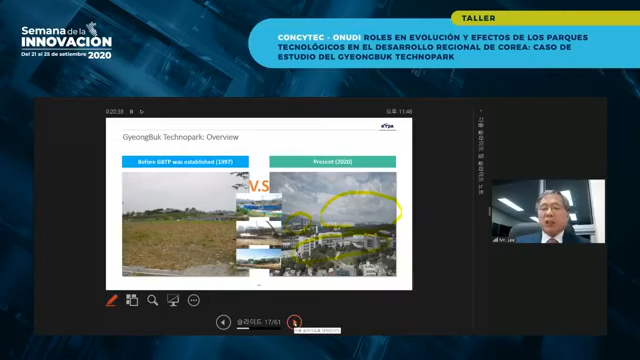 TALLER
Semana de la
INNOVACIÓN
Del 21 al 25 de setiembre 2020
CONCYTEC - ONUDI ROLES EN EVOLUCIÓN Y EFECTOS DE LOS PARQUES
TECNOLÓGICOS EN EL DESARROLLO REGIONAL DE COREA: CASO DE
ESTUDIO DEL GYEONGBUK TECHNOPARK
0:20:38
오후 11:46
GyeongBuk Technopark: Overview
Before GBTP was established (1997)
Present (2020)
V.S
슬라이드 17/61
Mr. Lee